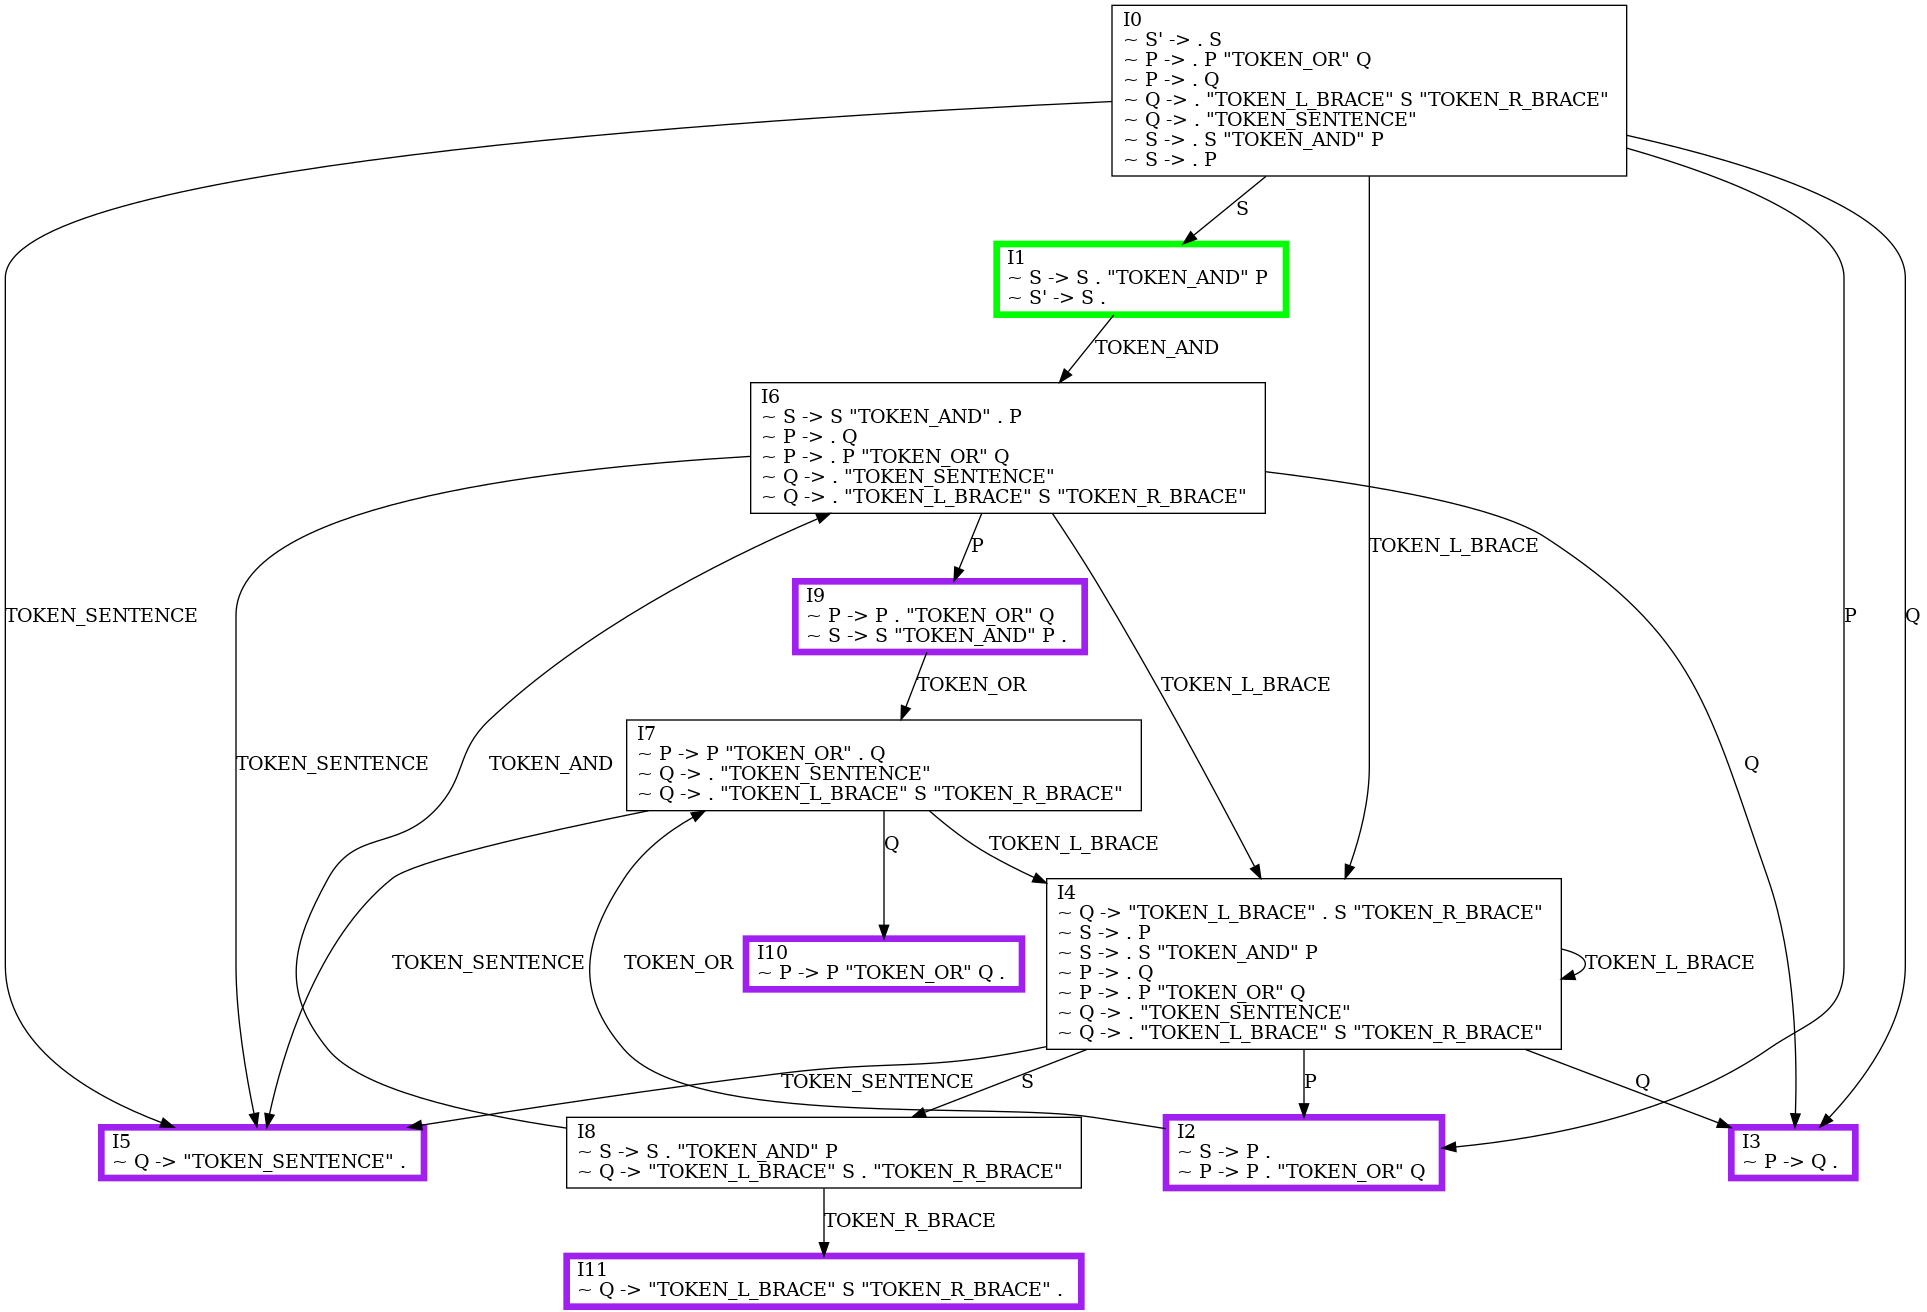 I0
~ S' -> . S
~ P -> . P "TOKEN_OR" Q
~ P -> . Q
~ Q -> . "TOKEN_L_BRACE" S "TOKEN_R_BRACE"
~ Q -> . "TOKEN_SENTENCE"
~ S -> . S "TOKEN_AND" P
~ S -> . P
S
I1
~ S -> S . "TOKEN_AND" P
~ S' -> S .
TOKEN_AND
I6
~ S -> S "TOKEN_AND" . P
~ P -> . Q
~ P -> . P "TOKEN_OR" Q
~ Q -> . "TOKEN_SENTENCE"
~ Q -> . "TOKEN_L_BRACE" S "TOKEN_R_BRACE"
P
TOKEN_L_BRACE
I9
~ P -> P . "TOKEN_OR" Q
~ S -> S "TOKEN_AND" P .
TOKEN_SENTENCE
P
Q
TOKEN_OR
TOKEN_L_BRACE
I7
~ P -> P "TOKEN_OR" . Q
~ Q -> . "TOKEN_SENTENCE"
~ Q -> . "TOKEN_L_BRACE" S "TOKEN_R_BRACE"
TOKEN_SENTENCE
TOKEN_AND
Q
Q
TOKEN_L_BRACE
I4
~ Q -> "TOKEN_L_BRACE" . S "TOKEN_R_BRACE"
~ S -> . P
~ S -> . S "TOKEN_AND" P
~ P -> . Q
~ P -> . P "TOKEN_OR" Q
~ Q -> . "TOKEN_SENTENCE"
~ Q -> . "TOKEN_L_BRACE" S "TOKEN_R_BRACE"
TOKEN_SENTENCE
TOKEN_OR
I10
~ P -> P "TOKEN_OR" Q .
TOKEN_L_BRACE
TOKEN_SENTENCE
S
P
Q
I5
~ Q -> "TOKEN_SENTENCE" .
I8
~ S -> S . "TOKEN_AND" P
~ Q -> "TOKEN_L_BRACE" S . "TOKEN_R_BRACE"
I2
~ S -> P .
~ P -> P . "TOKEN_OR" Q
I3
~ P -> Q .
TOKEN_R_BRACE
I11
~ Q -> "TOKEN_L_BRACE" S "TOKEN_R_BRACE" .